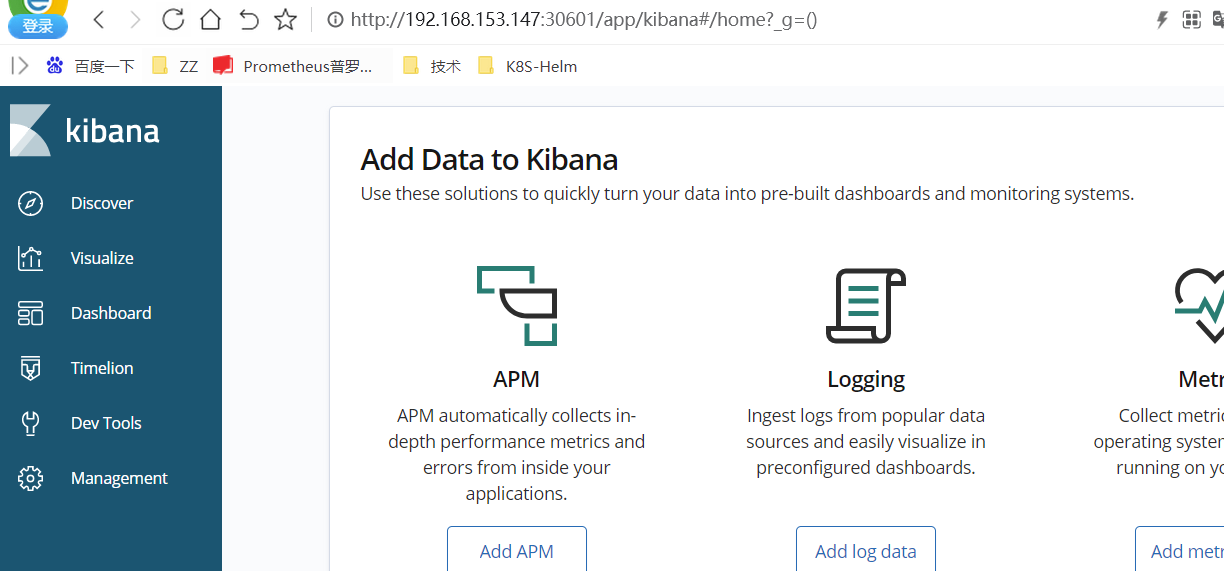 登录
http://192.168.153.147:30601/app/kibana#/home?_g=()
百度一下 ZZ Prometheus普罗... 技术 K8S-Helm
kibana
Discover
Visualize
Dashboard
Timelion
Dev Tools
Management
Add Data to Kibana
Use these solutions to quickly turn your data into pre-built dashboards and monitoring systems.
APM
APM automatically collects in-
depth performance metrics and
errors from inside your
applications.
Add APM
Logging
Ingest logs from popular data
sources and easily visualize in
preconfigured dashboards.
Add log data
Metr
Collect metric
operating system
running on yo
Add metr